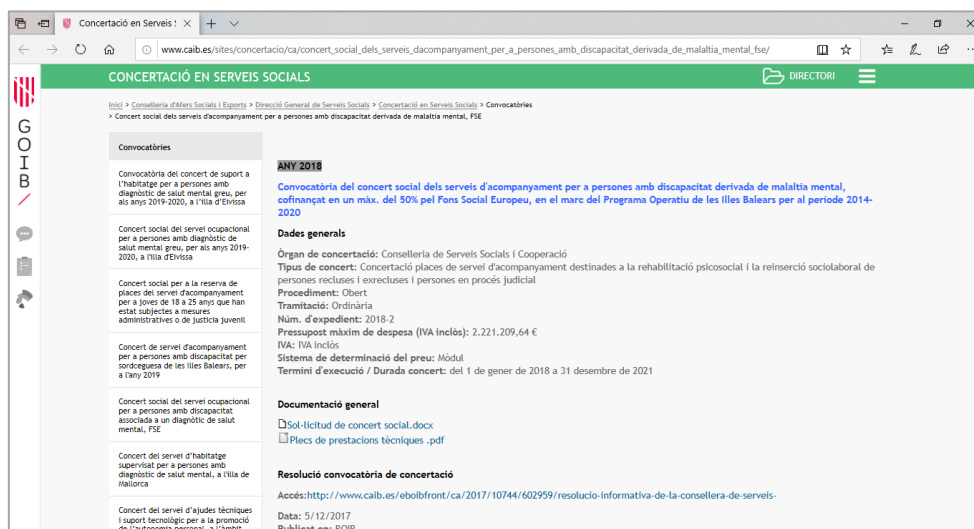 Concertació en Serveis S
www.caib.es/sites/concertacio/ca/concert_social_dels_serveis_dacompanyament_per_a_persones_amb_discapacitat_derivada_de_malaltia_mental_fse/
CONCERTACIÓ EN SERVEIS SOCIALS
DIRECTORI
GOIB
Inici > Conselleria d'Afers Socials i Esports > Direcció General de Serveis Socials > Concertació en Serveis Socials > Convocatòries
> Concert social dels serveis d'acompanyament per a persones amb discapacitat derivada de malaltia mental, FSE
Convocatòries
Convocatòria del concert de suport a
l'habitatge per a persones amb
diagnòstic de salut mental greu, per
als anys 2019-2020, a l'illa d'Eivissa
Concert social del servei ocupacional
per a persones amb diagnòstic de
salut mental greu, per als anys 2019-
2020, a l'illa d'Eivissa
Concert social per a la reserva de
places del servei d'acompanyament
per a joves de 18 a 25 anys que han
estat subjectes a mesures
administratives o de justícia juvenil
Concert de servei d'acompanyament
per a persones amb discapacitat per
sordceguesa de les Illes Balears, per
a l'any 2019
Concert social del servei ocupacional
per a persones amb discapacitat
associada a un diagnòtic de salut
mental, FSE
Concert del servei d'habitatge
supervisat per a persones amb
diagnòstic de salut mental, a l'illa de
Mallorca
Concert del servei d'ajudes tècniques
i suport tecnològic per a la promoció
de l'autonomia personal, a l'àmbit
ANY 2018
Convocatòria del concert social dels serveis d'acompanyament per a persones amb discapacitat derivada de malaltia mental,
cofinançat en un màx. del 50% pel Fons Social Europeu, en el marc del Programa Operatiu de les Illes Balears per al període 2014-
2020
Dades generals
Òrgan de concertació: Conselleria de Serveis Socials i Cooperació
Tipus de concert: Concertació places de servei d'acompanyament destinades a la rehabilitació psicosocial i la reinserció sociolaboral de
persones recluses i exrecluses i persones en procés judicial
Procediment: Obert
Tramitació: Ordinària
Núm. d'expedient: 2018-2
Pressupost màxim de despesa (IVA inclòs): 2.221.209,64 €
IVA: IVA inclòs
Sistema de determinació del preu: Mòdul
Termini d'execució / Durada concert: del 1 de gener de 2018 a 31 desembre de 2021
Documentació general
Sol·licitud de concert social.docx
Plecs de prestacions tècniques .pdf
Resolució convocatòria de concertació
Accés:http://www.caib.es/eboibfront/ca/2017/10744/602959/resolucio-informativa-de-la-consellera-de-serveis-
Data: 5/12/2017
Publicat en: BOIB